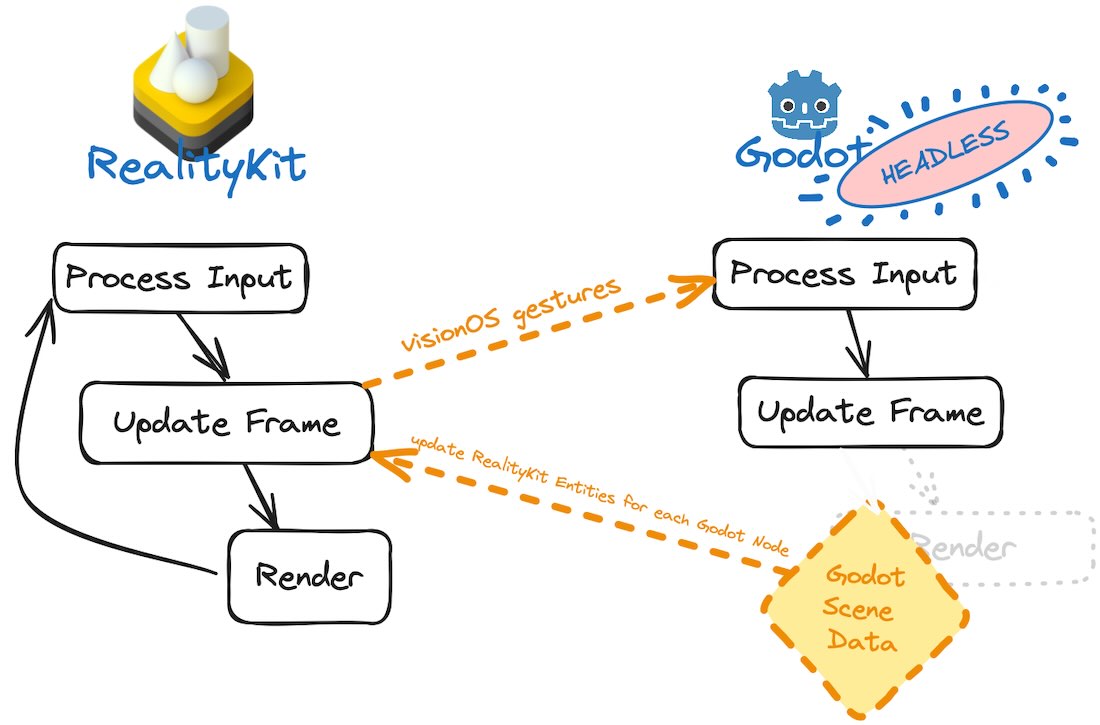 RealityKit
Godot
HEADLESS
Process Input
Process Input
visionOS gestures
Update Frame
Update Frame
update RealityKit Entities for each Godot Node
Render
Render
Godot
Scene
Data